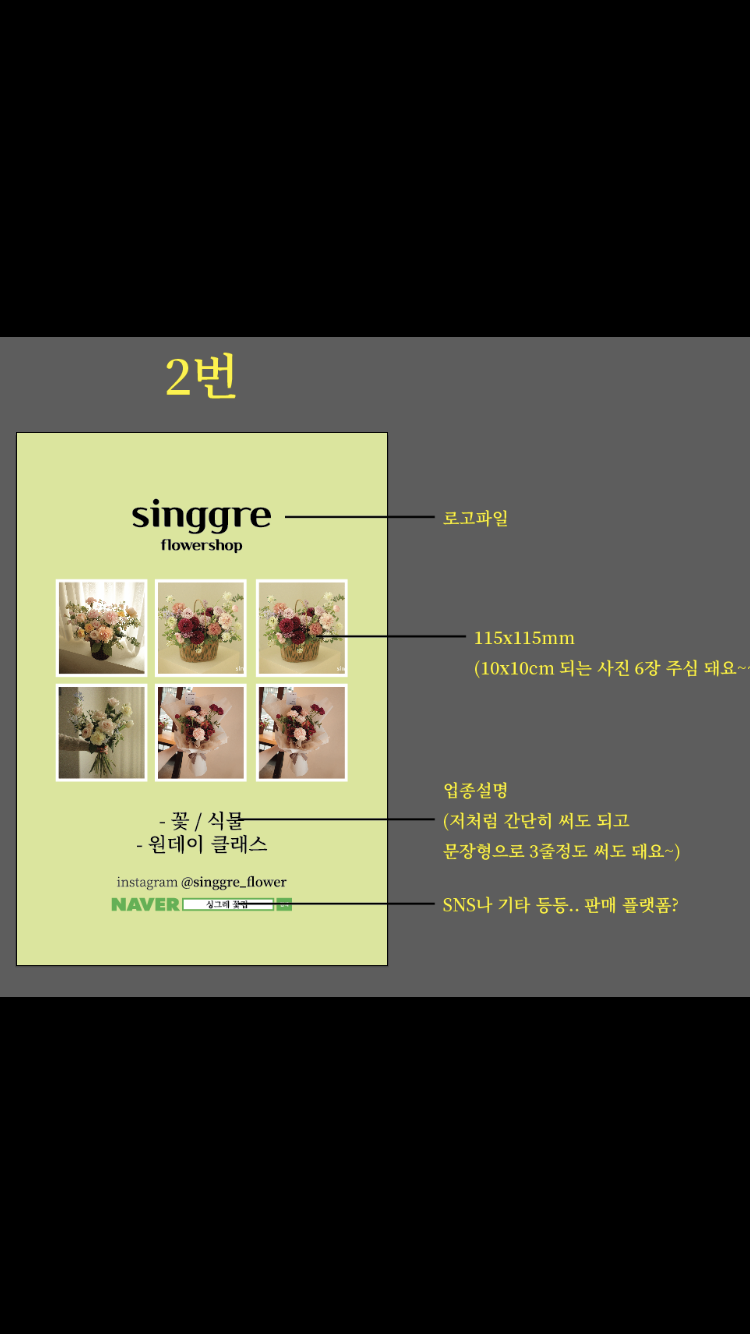 2번
singgre
flowershop
로고파일
115x115mm
(10x10cm 되는 사진 6장 주심 돼요~
업종설명
- 꽃 / 식물
(저처럼 간단히 써도 되고
- 원데이 클래스
문장형으로 3줄정도 써도 돼요~)
instagram @singgre_flower
NAVER 싱그레 꽃집
SNS나 기타 등등.. 판매 플랫폼?